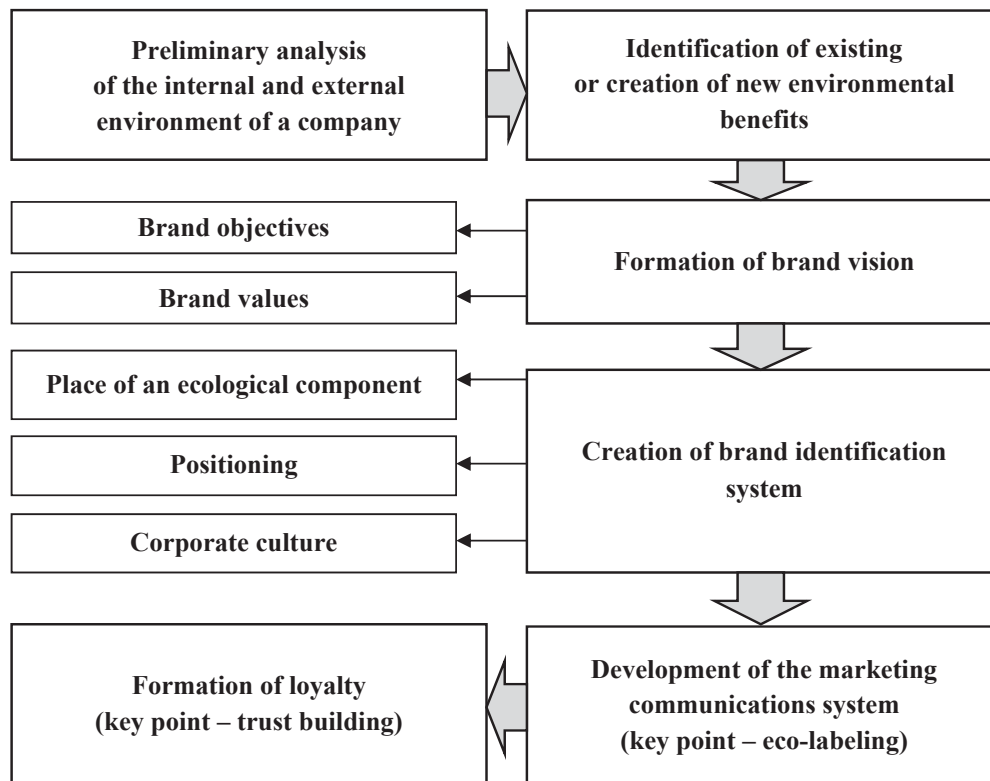 Preliminary analysis
of the internal and external
environment of a company
Identification of existing
or creation of new environmental
benefits
Brand objectives
Brand values
Formation of brand vision
Place of an ecological component
Positioning
Corporate culture
Creation of brand identification
system
Formation of loyalty
(key point – trust building)
Development of the marketing
communications system
(key point – eco-labeling)